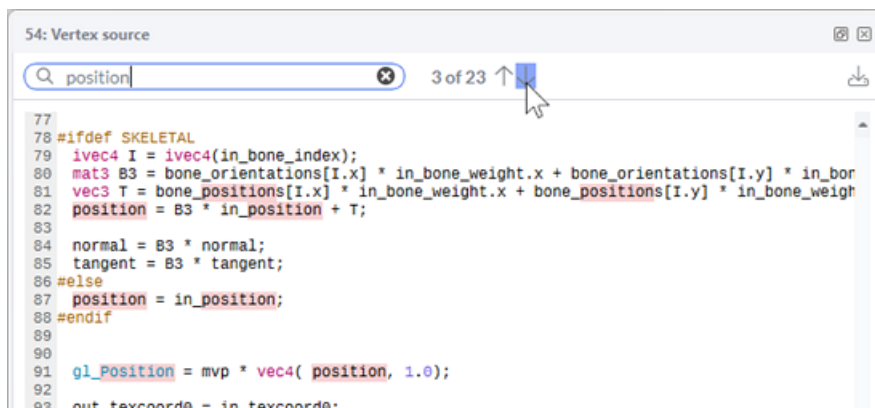 54: Vertex source
position 3 of 23
77
78 #ifdef SKELETAL
79 ivec4 I = ivec4(in_bone_index);
80 mat3 B3 = bone_orientations[I.x] * in_bone_weight.x + bone_orientations[I.y] * in_bon
81 vec3 T = bone_positions[I.x] * in_bone_weight.x + bone_positions[I.y] * in_bone_weigh
82 position = B3 * in_position + T;
83
84 normal = B3 * normal;
85 tangent = B3 * tangent;
86 #else
87 position = in_position;
88 #endif
89
90
91 gl_Position = mvp * vec4( position, 1.0);
92
93 out_texcoord0 = in_texcoord0;